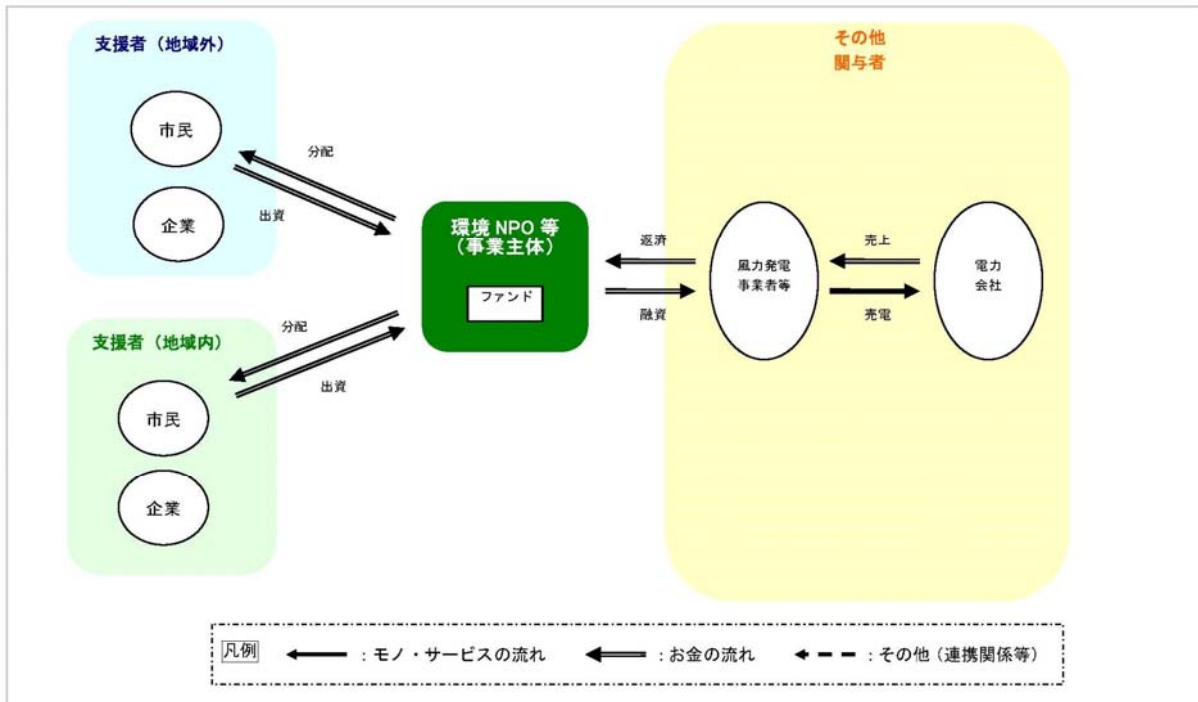 支援者（地域外）
市民
企業
分配
出資
支援者（地域内）
市民
企業
分配
出資
環境 NPO 等
（事業主体）
ファンド
その他
関与者
返済
融資
風力発電
事業者等
売上
売電
電力
会社
凡例
：モノ・サービスの流れ
：お金の流れ
：その他（連携関係等）